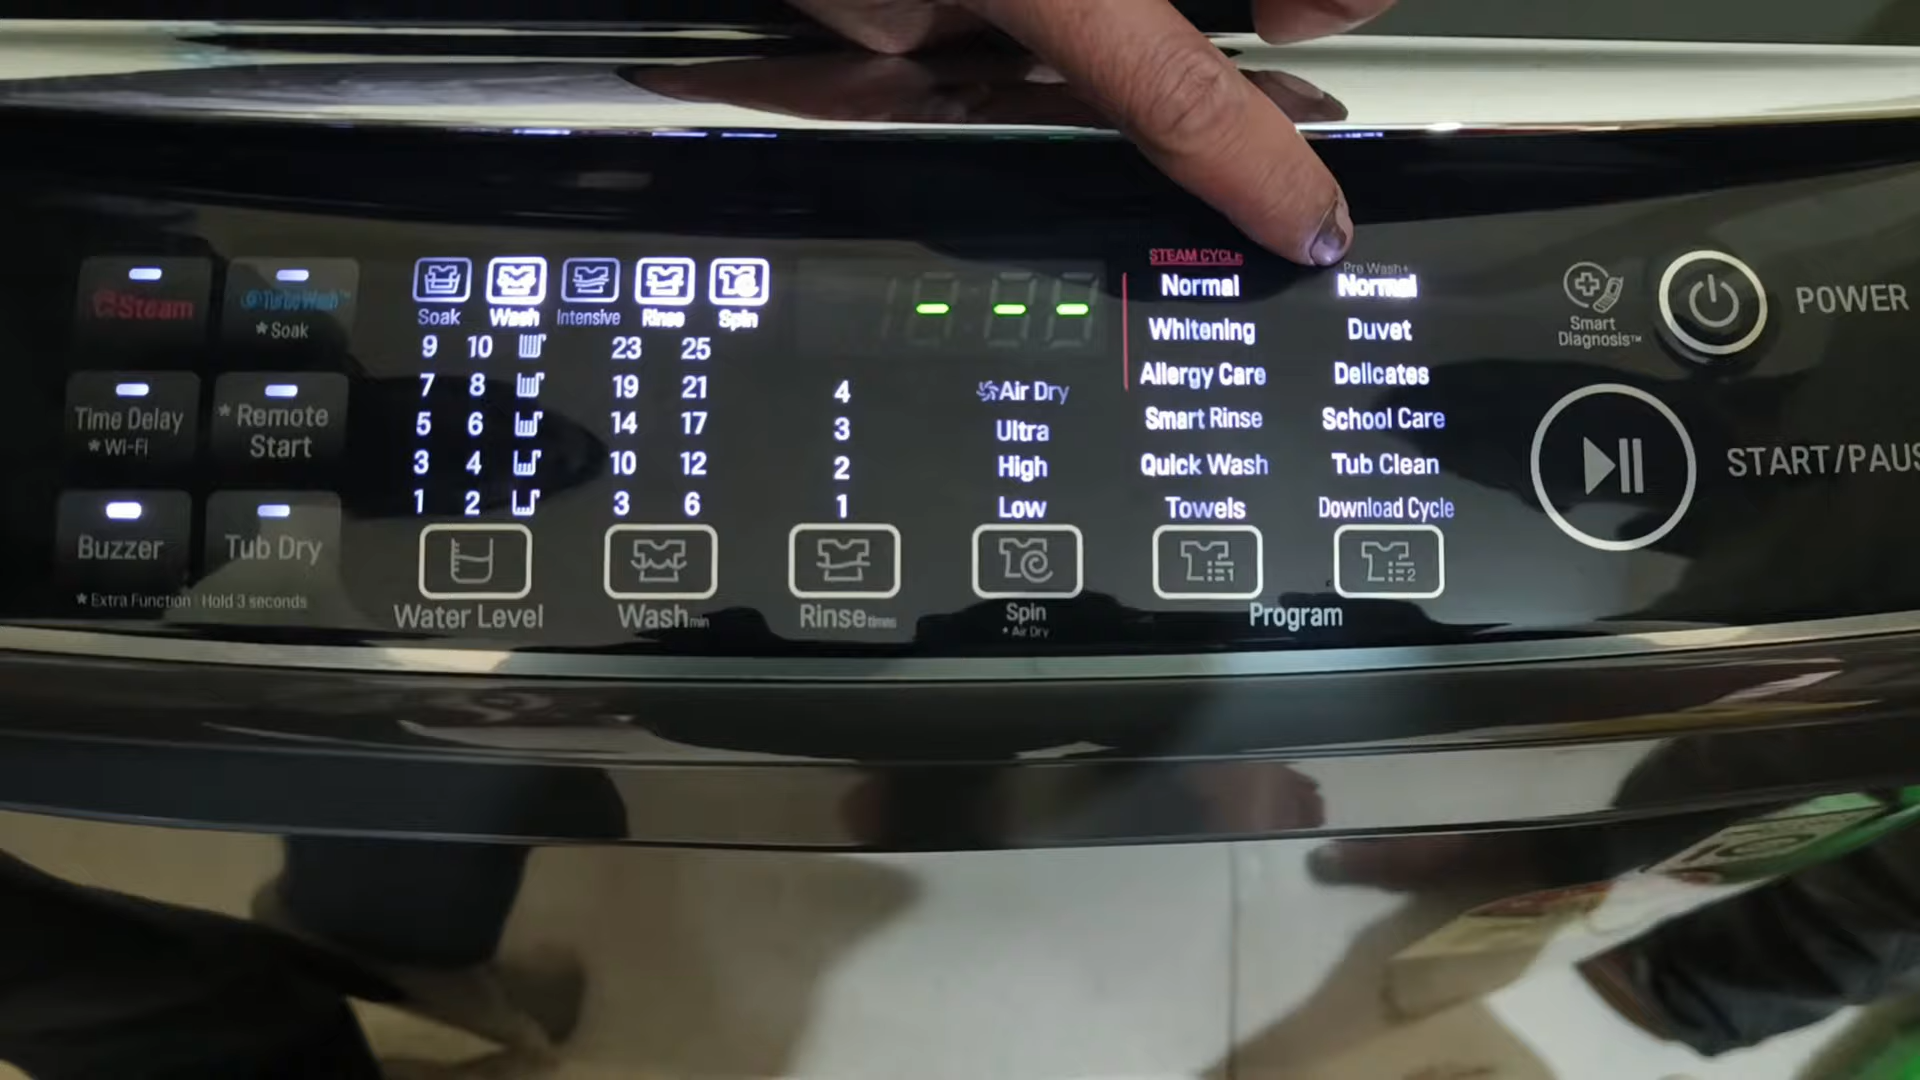 Steam
TurboWash™
* Soak
Time Delay
* Wi-Fi
* Remote
Start
Buzzer
Tub Dry
* Extra Function : Hold 3 seconds
Soak
Wash
Intensive
Rinse
Spin
9 10
7 8
5 6
3 4
1 2
Water Level
23 25
19 21
14 17
10 12
3 6
Wash min
4
3
2
1
Rinse times
- - -
Air Dry
Ultra
High
Low
Spin
* Air Dry
STEAM CYCLE
Normal
Whitening
Allergy Care
Smart Rinse
Quick Wash
Towels
1
Pre Wash+
Normal
Duvet
Delicates
School Care
Tub Clean
Download Cycle
2
Program
Smart
Diagnosis™
POWER
START/PAUS